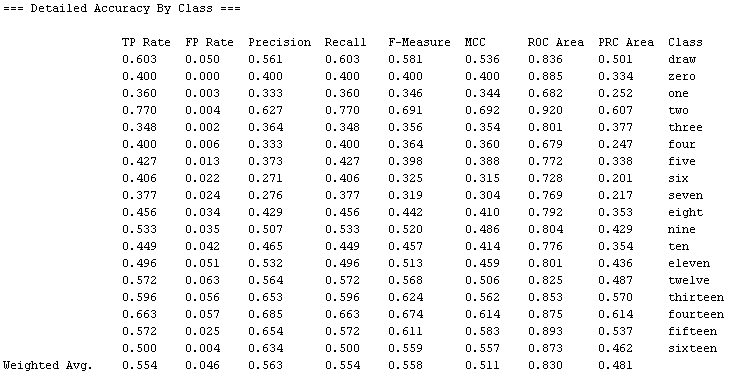 === Detailed Accuracy By Class ===
TP Rate FP Rate Precision Recall F-Measure MCC ROC Area PRC Area Class
0.603 0.050 0.561 0.603 0.581 0.536 0.836 0.501 draw
0.400 0.000 0.400 0.400 0.400 0.400 0.885 0.334 zero
0.360 0.003 0.333 0.360 0.346 0.344 0.682 0.252 one
0.770 0.004 0.627 0.770 0.691 0.692 0.920 0.607 two
0.348 0.002 0.364 0.348 0.356 0.354 0.801 0.377 three
0.400 0.006 0.333 0.400 0.364 0.360 0.679 0.247 four
0.427 0.013 0.373 0.427 0.398 0.388 0.772 0.338 five
0.406 0.022 0.271 0.406 0.325 0.315 0.728 0.201 six
0.377 0.024 0.276 0.377 0.319 0.304 0.769 0.217 seven
0.456 0.034 0.429 0.456 0.442 0.410 0.792 0.353 eight
0.533 0.035 0.507 0.533 0.520 0.486 0.804 0.429 nine
0.449 0.042 0.465 0.449 0.457 0.414 0.776 0.354 ten
0.496 0.051 0.532 0.496 0.513 0.459 0.801 0.436 eleven
0.572 0.063 0.564 0.572 0.568 0.506 0.825 0.487 twelve
0.596 0.056 0.653 0.596 0.624 0.562 0.853 0.570 thirteen
0.663 0.057 0.685 0.663 0.674 0.614 0.875 0.614 fourteen
0.572 0.025 0.654 0.572 0.611 0.583 0.893 0.537 fifteen
0.500 0.004 0.634 0.500 0.559 0.557 0.873 0.462 sixteen
Weighted Avg. 0.554 0.046 0.563 0.554 0.558 0.511 0.830 0.481